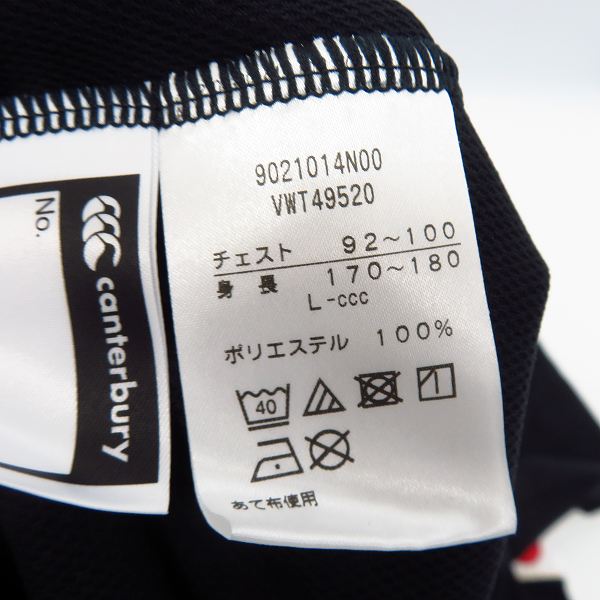 No.
canterbury
9021014N00
VWT49520
チェスト 92～100
身長 170～180
L-ccc
ポリエステル 100%
40
あて布使用